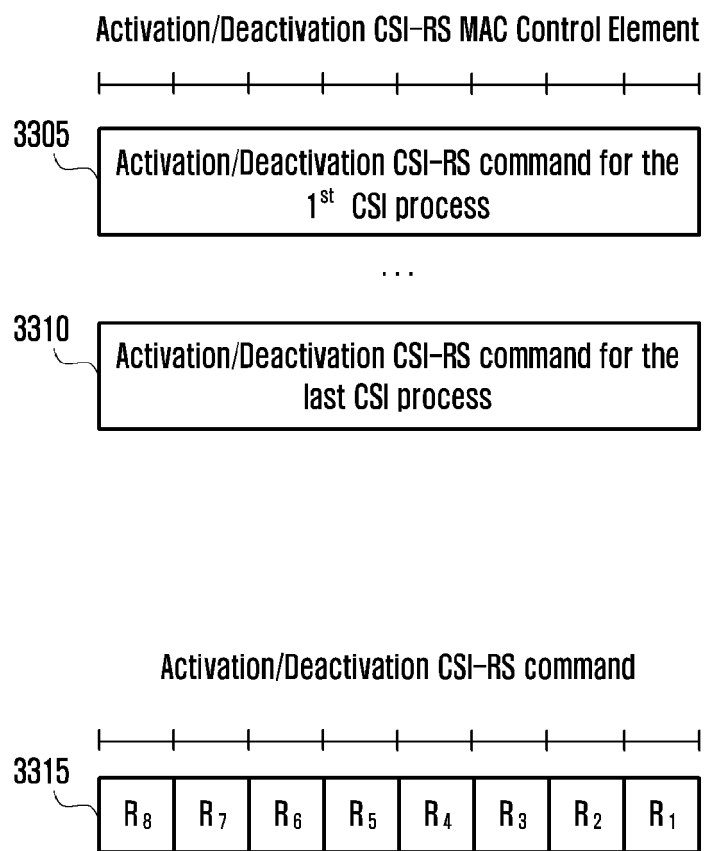 Activation/Deactivation CSI-RS MAC Control Element
3305
Activation/Deactivation CSI-RS command for the
1st CSI process
...
3310
Activation/Deactivation CSI-RS command for the
last CSI process
Activation/Deactivation CSI-RS command
3315
R8 R7 R6 R5 R4 R3 R2 R1